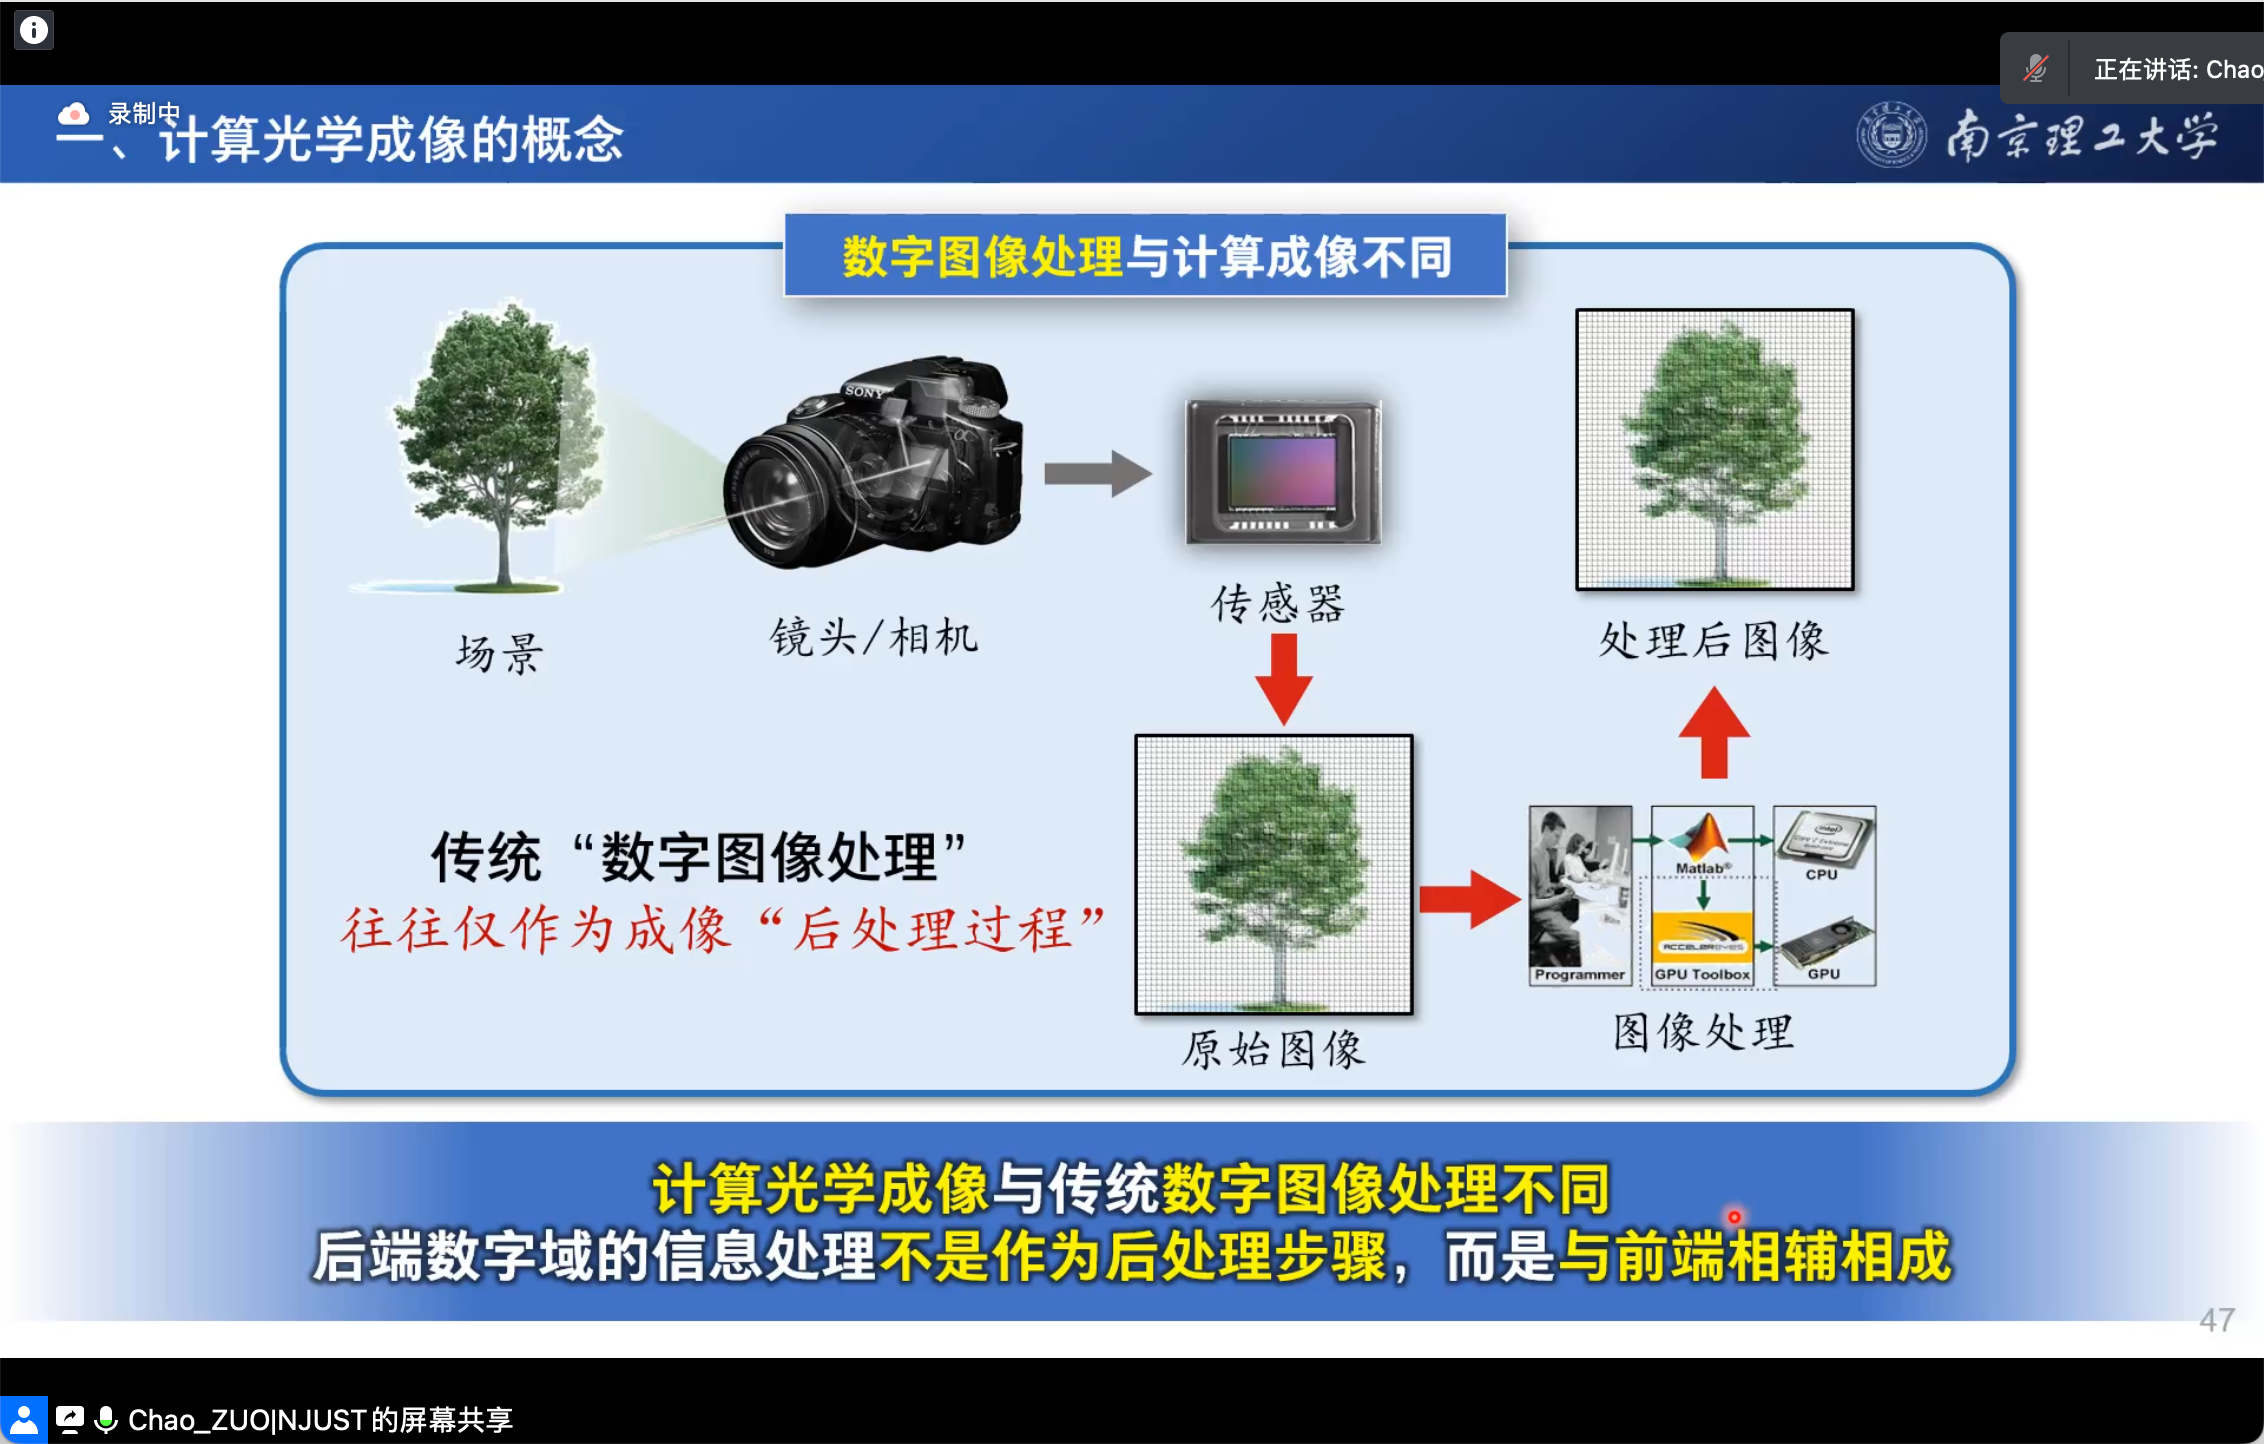 正在讲话: Chao
录制中
一、计算光学成像的概念
南京理工大学
数字图像处理与计算成像不同
SONY
α
场景
镜头/相机
传感器
处理后图像
传统“数字图像处理”
往往仅作为成像“后处理过程”
原始图像
Programmer
Matlab®
ACCELEREYES
GPU Toolbox
intel
CPU
GPU
图像处理
计算光学成像与传统数字图像处理不同
后端数字域的信息处理不是作为后处理步骤，而是与前端相辅相成
47
Chao_ZUO|NJUST的屏幕共享